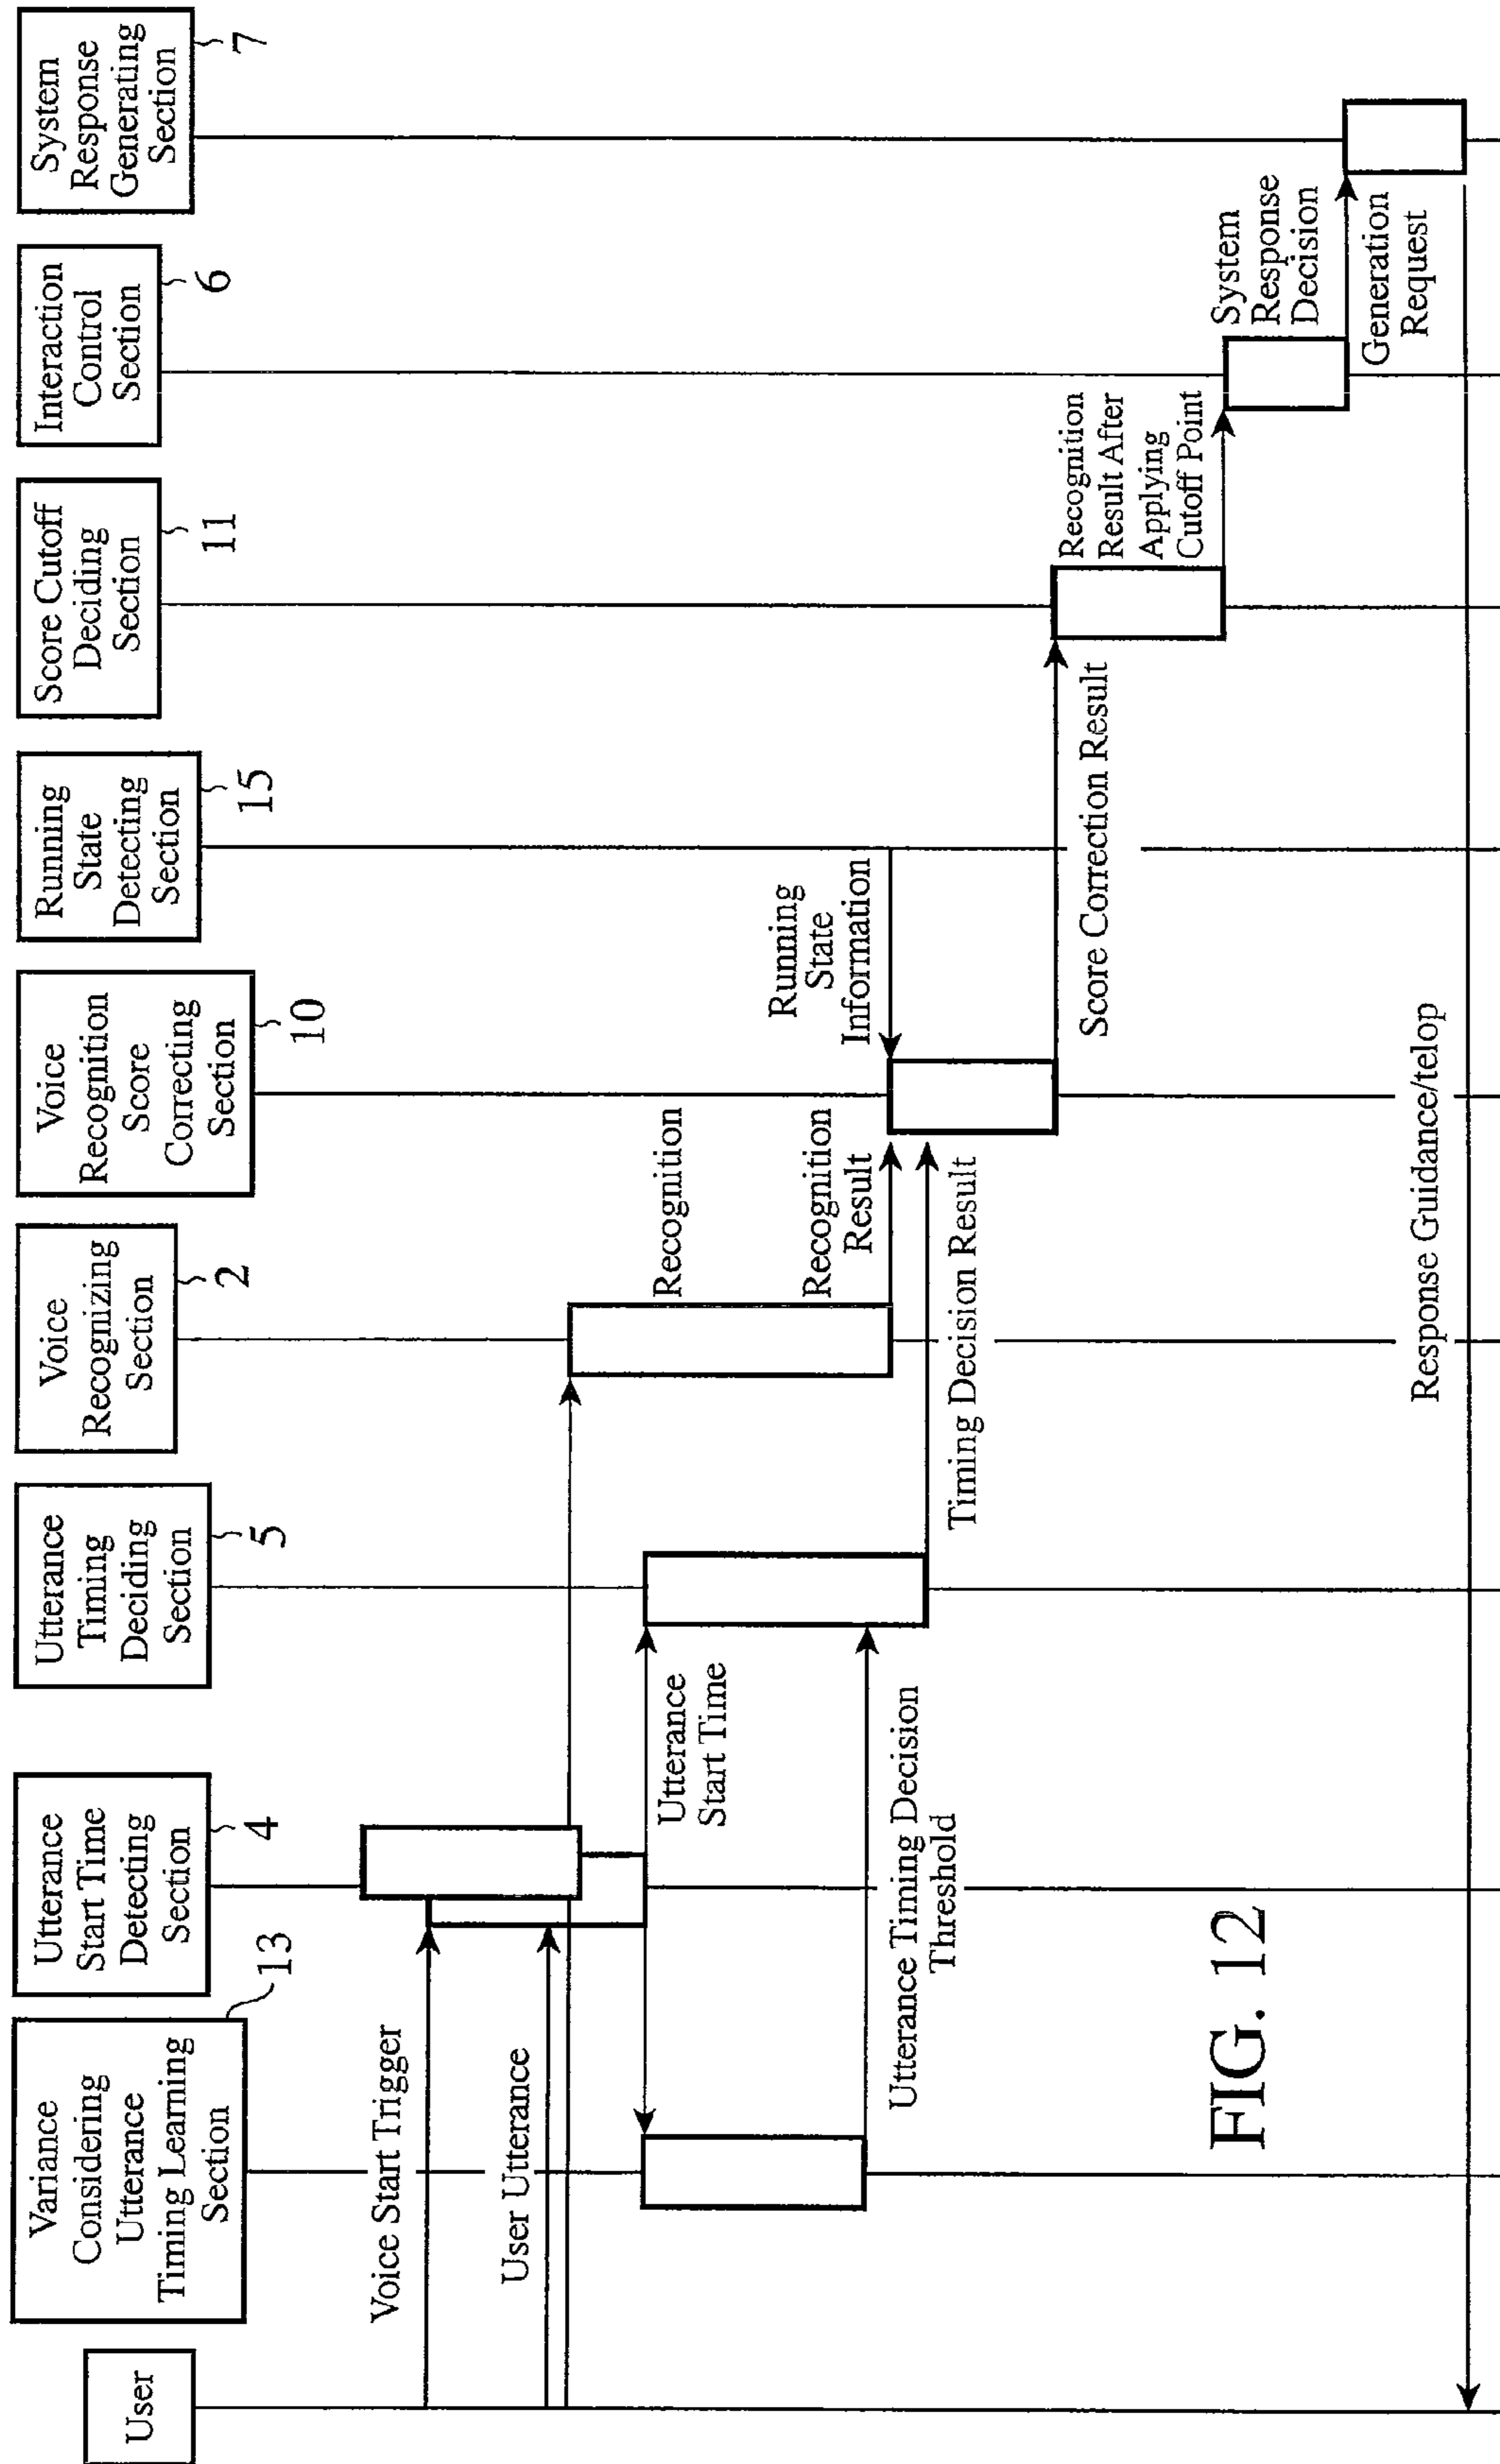 User
Variance
Considering
Utterance
Timing Learning
Section
13
Utterance
Start Time
Detecting
Section
4
Utterance
Timing
Deciding
Section
5
Voice
Recognizing
Section
2
Voice
Recognition
Score
Correcting
Section
10
Running
State
Detecting
Section
15
Score Cutoff
Deciding
Section
11
Interaction
Control
Section
6
System
Response
Generating
Section
7
Voice Start Trigger
User Utterance
Utterance
Start Time
Recognition
Utterance Timing Decision
Threshold
Recognition
Result
Running
State
Information
Timing Decision Result
Score Correction Result
Recognition
Result After
Applying
Cutoff Point
System
Response
Decision
Generation
Request
Response Guidance/telop
FIG. 12